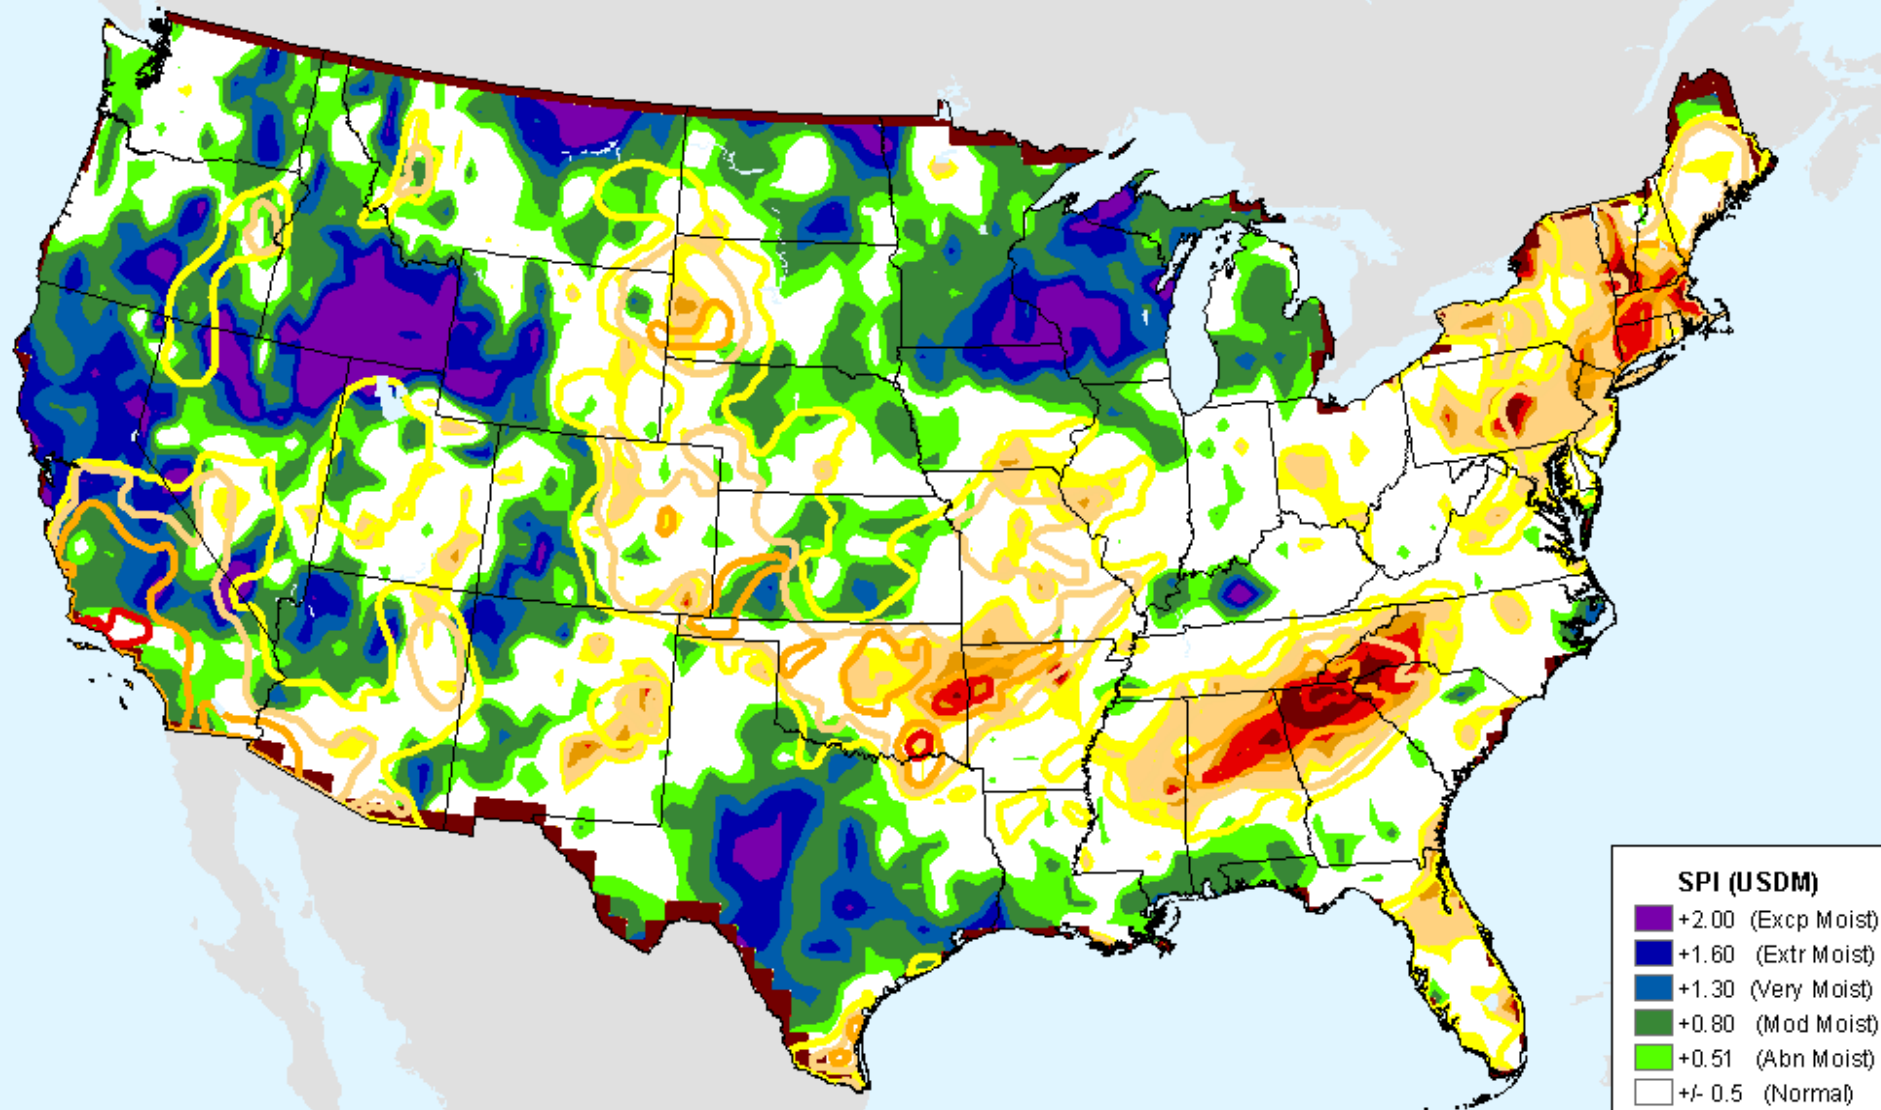 SPI (USDM)
+2.00 (Excp Moist)
+1.60 (Extr Moist)
+1.30 (Very Moist)
+0.80 (Mod Moist)
+0.51 (Abn Moist)
+/- 0.5 (Normal)